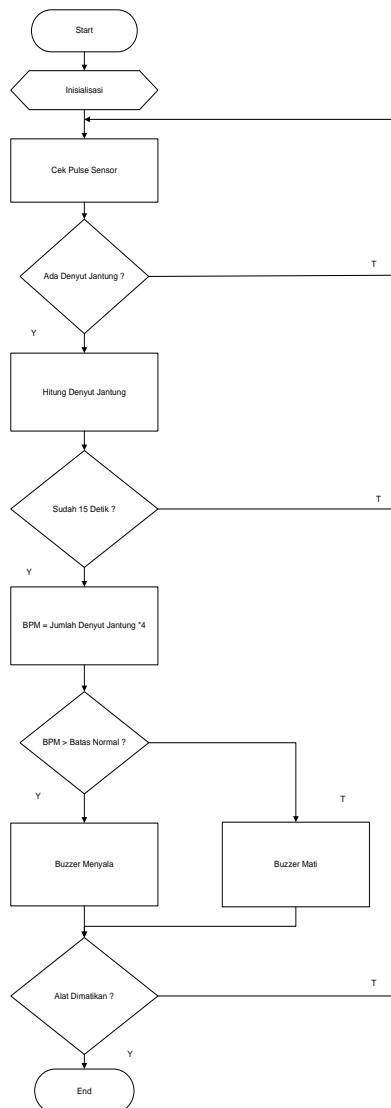 Start
Inisialisasi
Cek Pulse Sensor
Ada Denyut Jantung ?
T
Y
Hitung Denyut Jantung
Sudah 15 Detik ?
T
Y
BPM = Jumlah Denyut Jantung *4
BPM > Batas Normal ?
Y
T
Buzzer Menyala
Buzzer Mati
Alat Dimatikan ?
T
Y
End